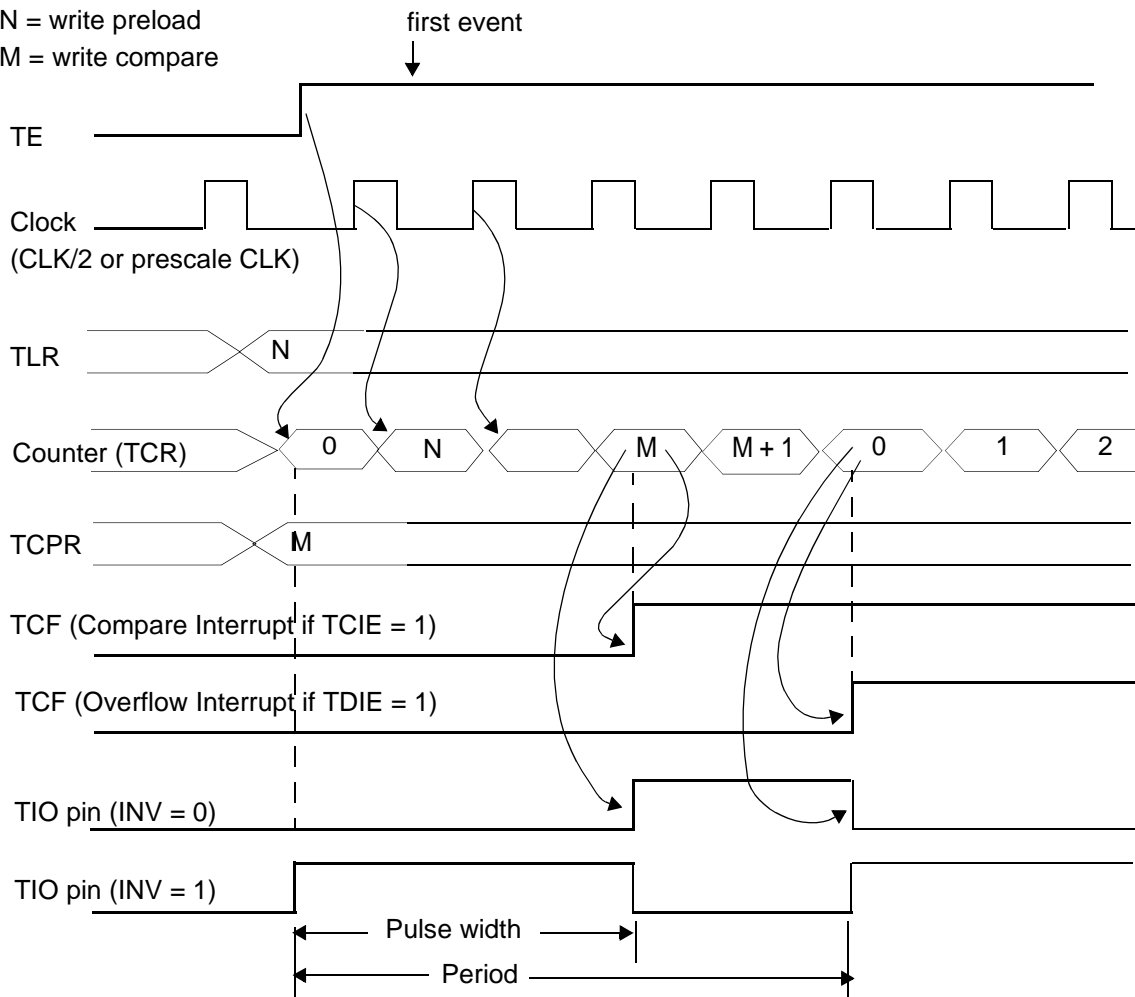 N = write preload
first event
M = write compare
TE
Clock
(CLK/2 or prescale CLK)
TLR
N
Counter (TCR)
0
N
M
M + 1
0
1
2
TCPR
M
TCF (Compare Interrupt if TCIE = 1)
TCF (Overflow Interrupt if TDIE = 1)
TIO pin (INV = 0)
TIO pin (INV = 1)
Pulse width
Period